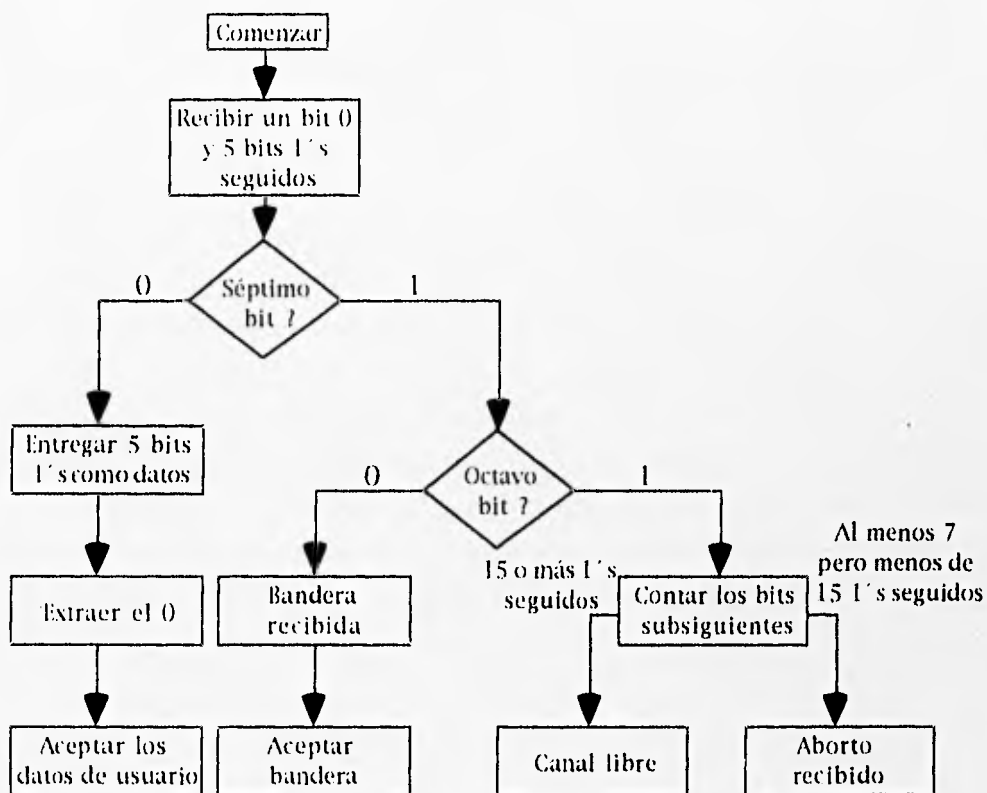 Comenzar
Recibir un bit 0
y 5 bits 1´s
seguidos
Séptimo
bit ?
0
1
Entregar 5 bits
1´s como datos
Octavo
bit ?
0
1
Extraer el 0
Bandera
recibida
15 o más 1´s
seguidos
Contar los bits
subsiguientes
Al menos 7
pero menos de
15 1´s seguidos
Aceptar los
datos de usuario
Aceptar
bandera
Canal libre
Aborto
recibido